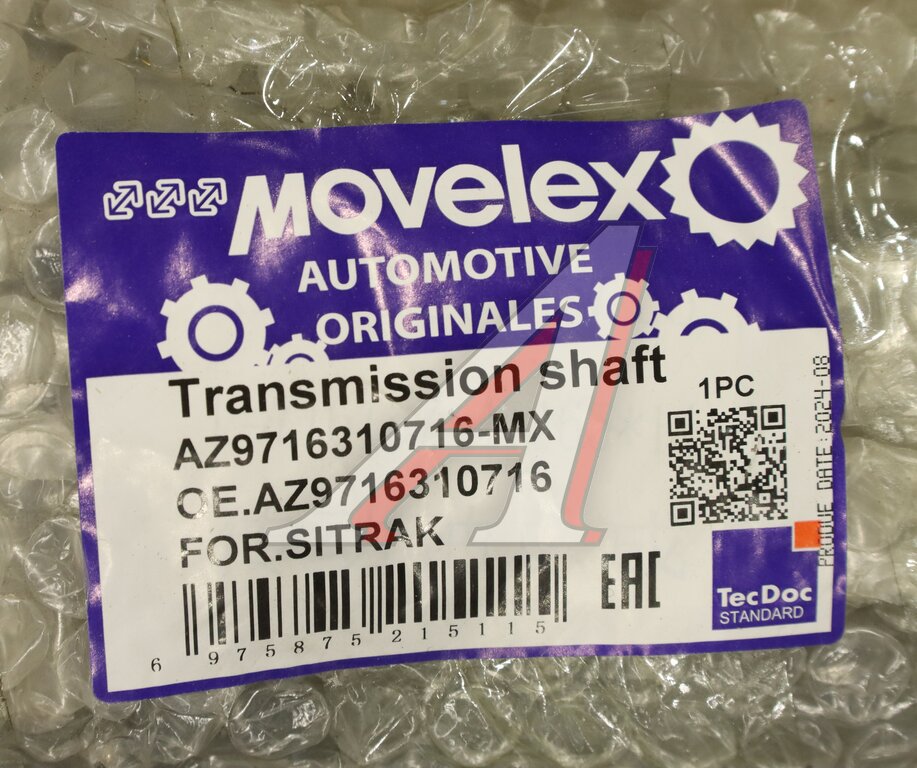 Movelex
AUTOMOTIVE
ORIGINALES
Transmission shaft
AZ9716310716-MX
OE.AZ9716310716
FOR.SITRAK
1PC
PRODUE DATE:2024-08
EAC
TecDoc
STANDARD
6 975875 215115